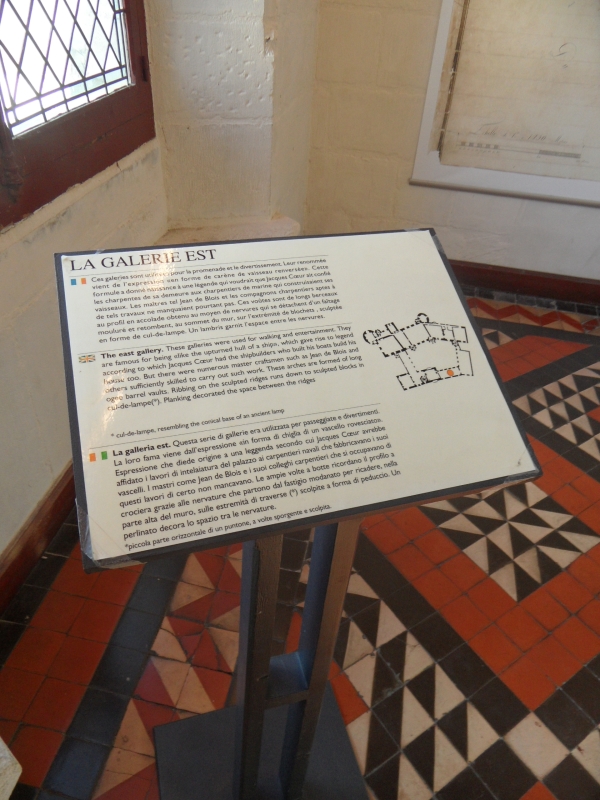 LA GALERIE EST
Ces galeries sont utilisées pour la promenade et le divertissement. Leur renommée
vient de l'expression «en forme de carène de vaisseau renversée». Cette
formule a donné naissance à une légende qui voudrait que Jacques Cœur ait confié
les charpentes de sa demeure aux charpentiers de marine qui construisaient ses
vaisseaux. Les maîtres tel Jean de Blois et les compagnons charpentiers aptes à
de tels travaux ne manquaient pourtant pas. Ces voûtes sont de longs berceaux
au profil en accolade obtenu au moyen de nervures qui se détachent d'un faîtage
mouluré et retombent, au sommes du mur, sur l'extrémité de blochets , sculptée
en forme de cul-de-lampe. Un lambris garnit l'espace entre les nervures.
The east gallery. These galleries were used for walking and entertainment. They
are famous for being «like the upturned hull of a ship», which gave rise to legend
according to which Jacques Cœur had the shipbuilders who built his boats build his
house too. But there were numerous master craftsmen such as Jean de Blois and
others sufficiently skilled to carry out such work. These arches are formed of long
ogee barrel vaults. Ribbing on the sculpted ridges runs down to sculpted blocks in
cul-de-lampe(*). Planking decorated the space between the ridges
* cul-de-lampe, resembling the conical base of an ancient lamp
La galleria est. Questa serie di gallerie era utilizzata per passeggiate e divertimenti.
La loro fama viene dall'espressione «in forma di chiglia di un vascello rovesciato».
Espressione che diede origine a una leggenda secondo cui Jacques Cœur avrebbe
affidato i lavori di intelaiatura del palazzo ai carpentieri navali che fabbricavano i suoi
vascelli. I mastri come Jean de Blois e i suoi colleghi carpentieri che si occupavano di
questi lavori di certo non mancavano. Le ampie volte a botte ricordano il profilo a
crociera grazie alle nervature che partono dal fastigio modanato per ricadere, nella
parte alta del muro, sulle estremità di traverse (*) scolpite a forma di peduccio. Un
perlinato decora lo spazio tra le nervature.
*piccola parte orizzontale di un puntone, a volte sporgente e scolpita.